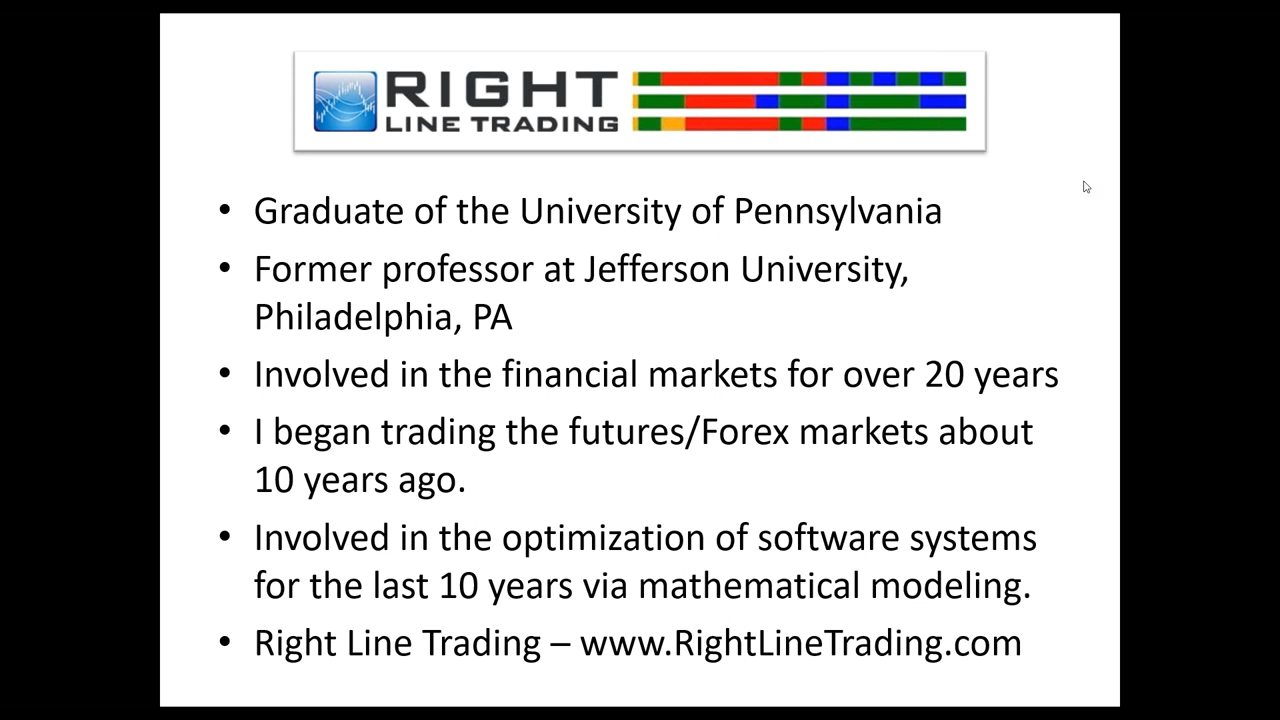 RIGHT
LINE TRADING
• Graduate of the University of Pennsylvania
• Former professor at Jefferson University,
Philadelphia, PA
• Involved in the financial markets for over 20 years
• I began trading the futures/Forex markets about
10 years ago.
• Involved in the optimization of software systems
for the last 10 years via mathematical modeling.
• Right Line Trading – www.RightLineTrading.com